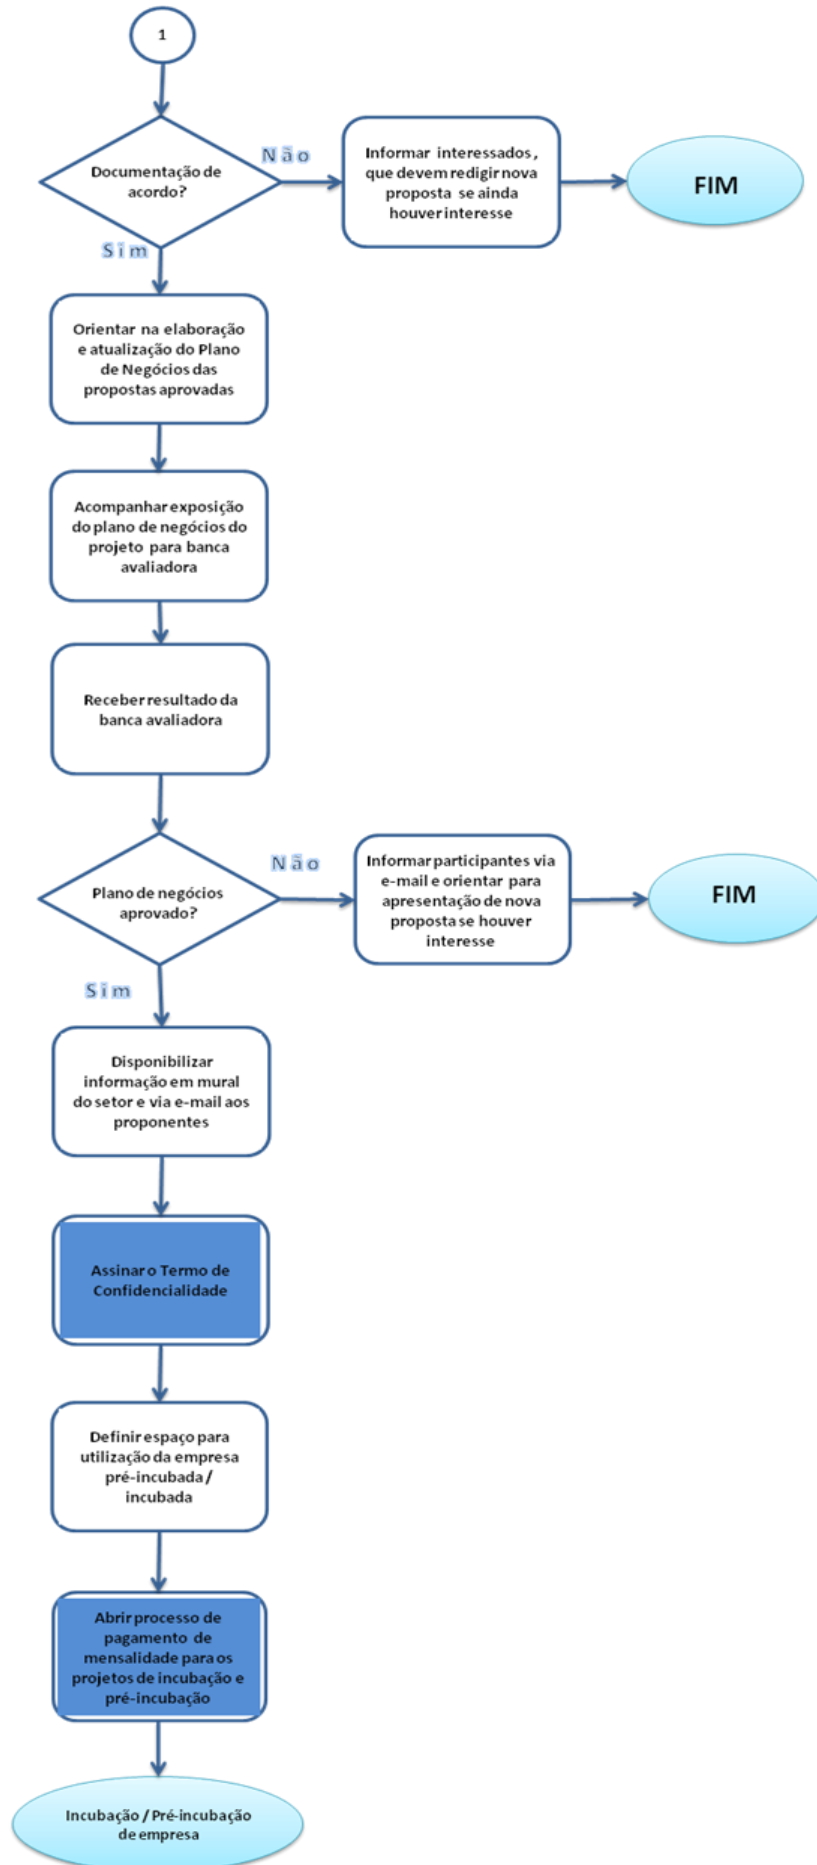 1
Documentação de
acordo?
Não
Informar interessados,
que devem redigir nova
proposta se ainda
houver interesse
FIM
Sim
Orientar na elaboração
e atualização do Plano
de Negócios das
propostas aprovadas
Acompanhar exposição
do plano de negócios do
projeto para banca
avaliadora
Receber resultado da
banca avaliadora
Plano de negócios
aprovado?
Não
Informar participantes via
e-mail e orientar para
apresentação de nova
proposta se houver
interesse
FIM
Sim
Disponibilizar
informação em mural
do setor e via e-mail aos
proponentes
Assinar o Termo de
Confidencialidade
Definir espaço para
utilização da empresa
pré-incubada /
incubada
Abrir processo de
pagamento de
mensalidade para os
projetos de incubação e
pré-incubação
Incubação / Pré-incubação
de empresa